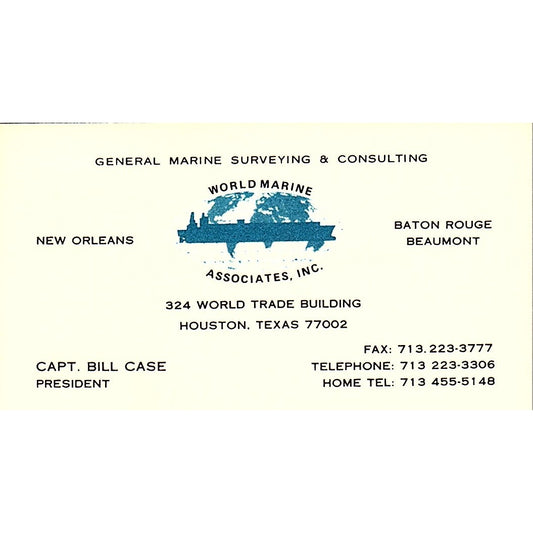 GENERAL MARINE SURVEYING & CONSULTING
WORLD MARINE
ASSOCIATES, INC.
NEW ORLEANS
BATON ROUGE
BEAUMONT
324 WORLD TRADE BUILDING
HOUSTON, TEXAS 77002
CAPT. BILL CASE
PRESIDENT
FAX: 713.223-3777
TELEPHONE: 713 223-3306
HOME TEL: 713 455-5148